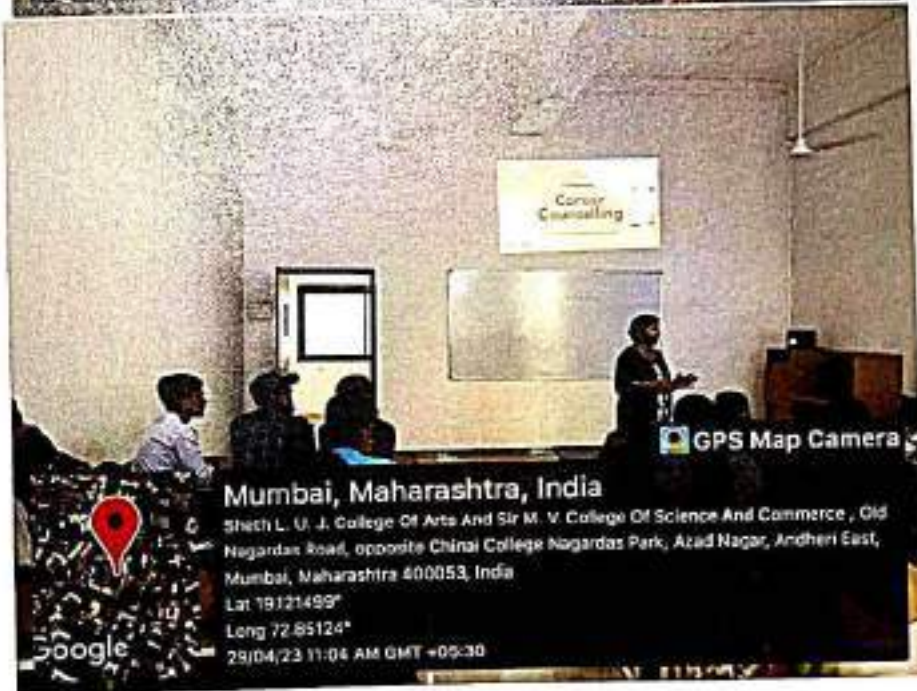 Career
Counselling
GPS Map Camera
Mumbai, Maharashtra, India
Sheth L. U. J. College Of Arts And Sir M. V. College Of Science And Commerce , Old
Nagardas Road, opposite Chinai College Nagardas Park, Azad Nagar, Andheri East,
Mumbai, Maharashtra 400053, India
Lat 19.121499°
Long 72.85124°
29/04/23 11:04 AM GMT +05:30
Google